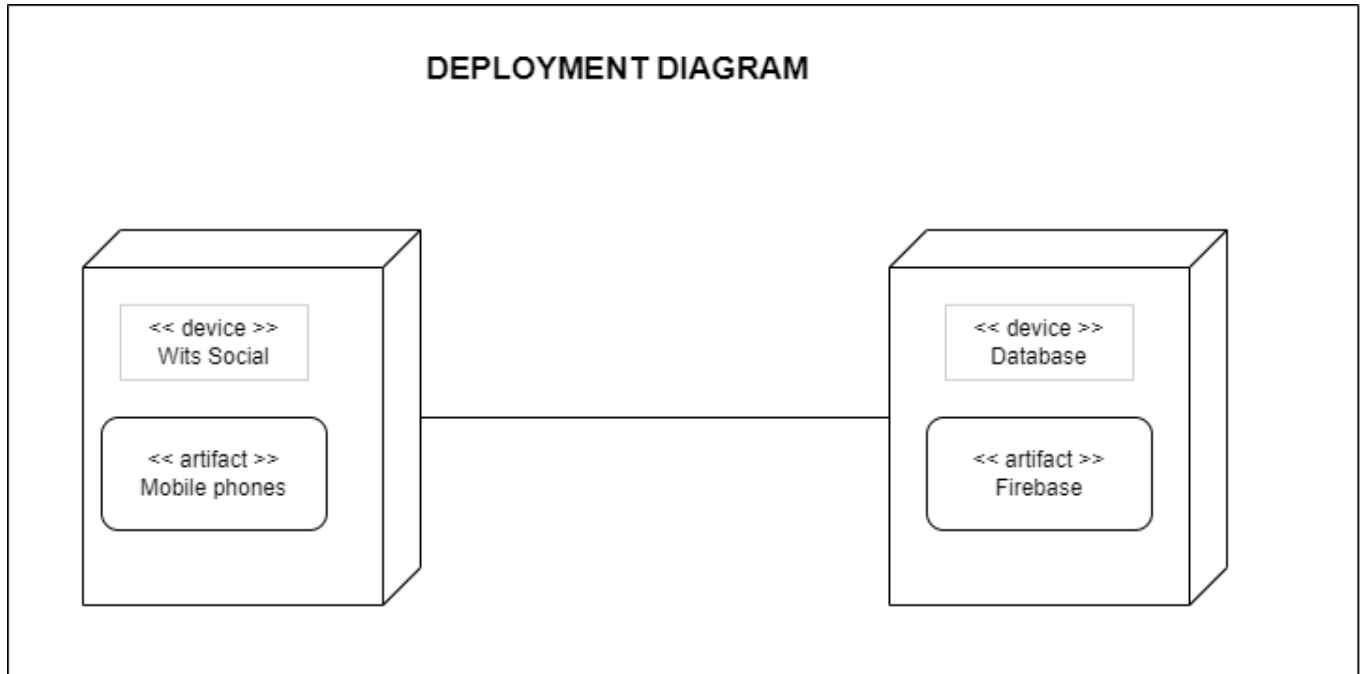 DEPLOYMENT DIAGRAM
<< device >>
Wits Social
<< artifact >>
Mobile phones
<< device >>
Database
<< artifact >>
Firebase